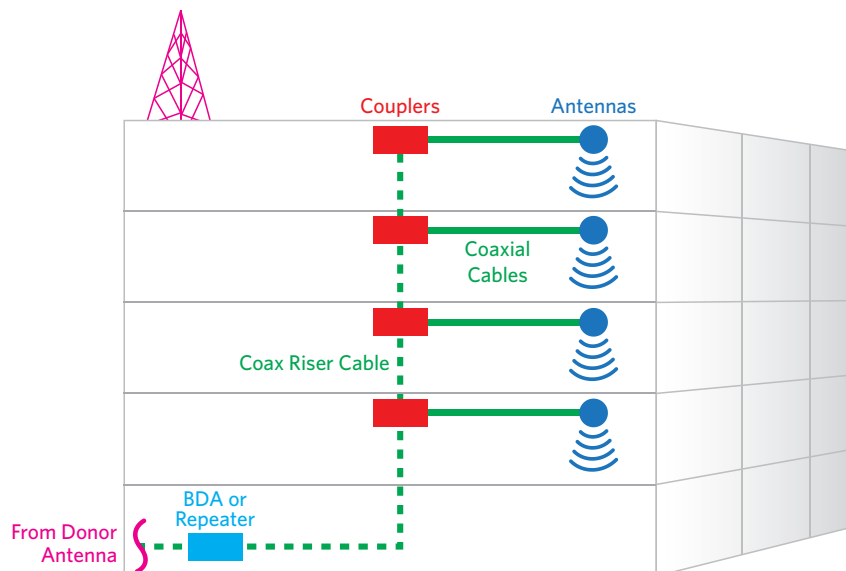 Couplers
Antennas
Coaxial
Cables
Coax Riser Cable
BDA or
Repeater
From Donor
Antenna